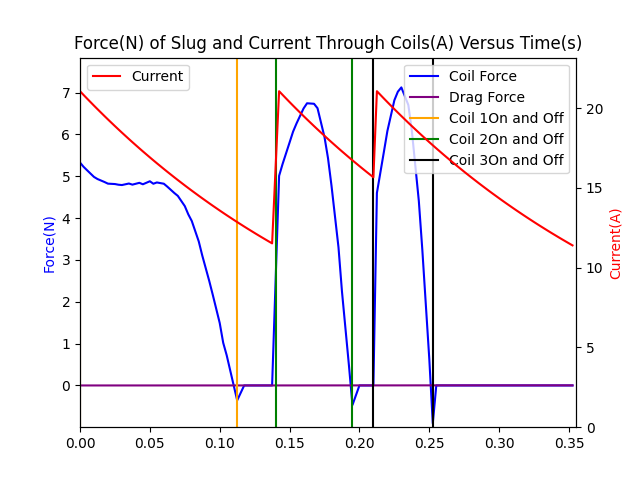 Force(N) of Slug and Current Through Coils(A) Versus Time(s)
Current
Coil Force
Drag Force
Coil 1On and Off
Coil 2On and Off
Coil 3On and Off
Force(N)
7
6
5
4
3
2
1
0
Current(A)
20
15
10
5
0
0.00 0.05 0.10 0.15 0.20 0.25 0.30 0.35